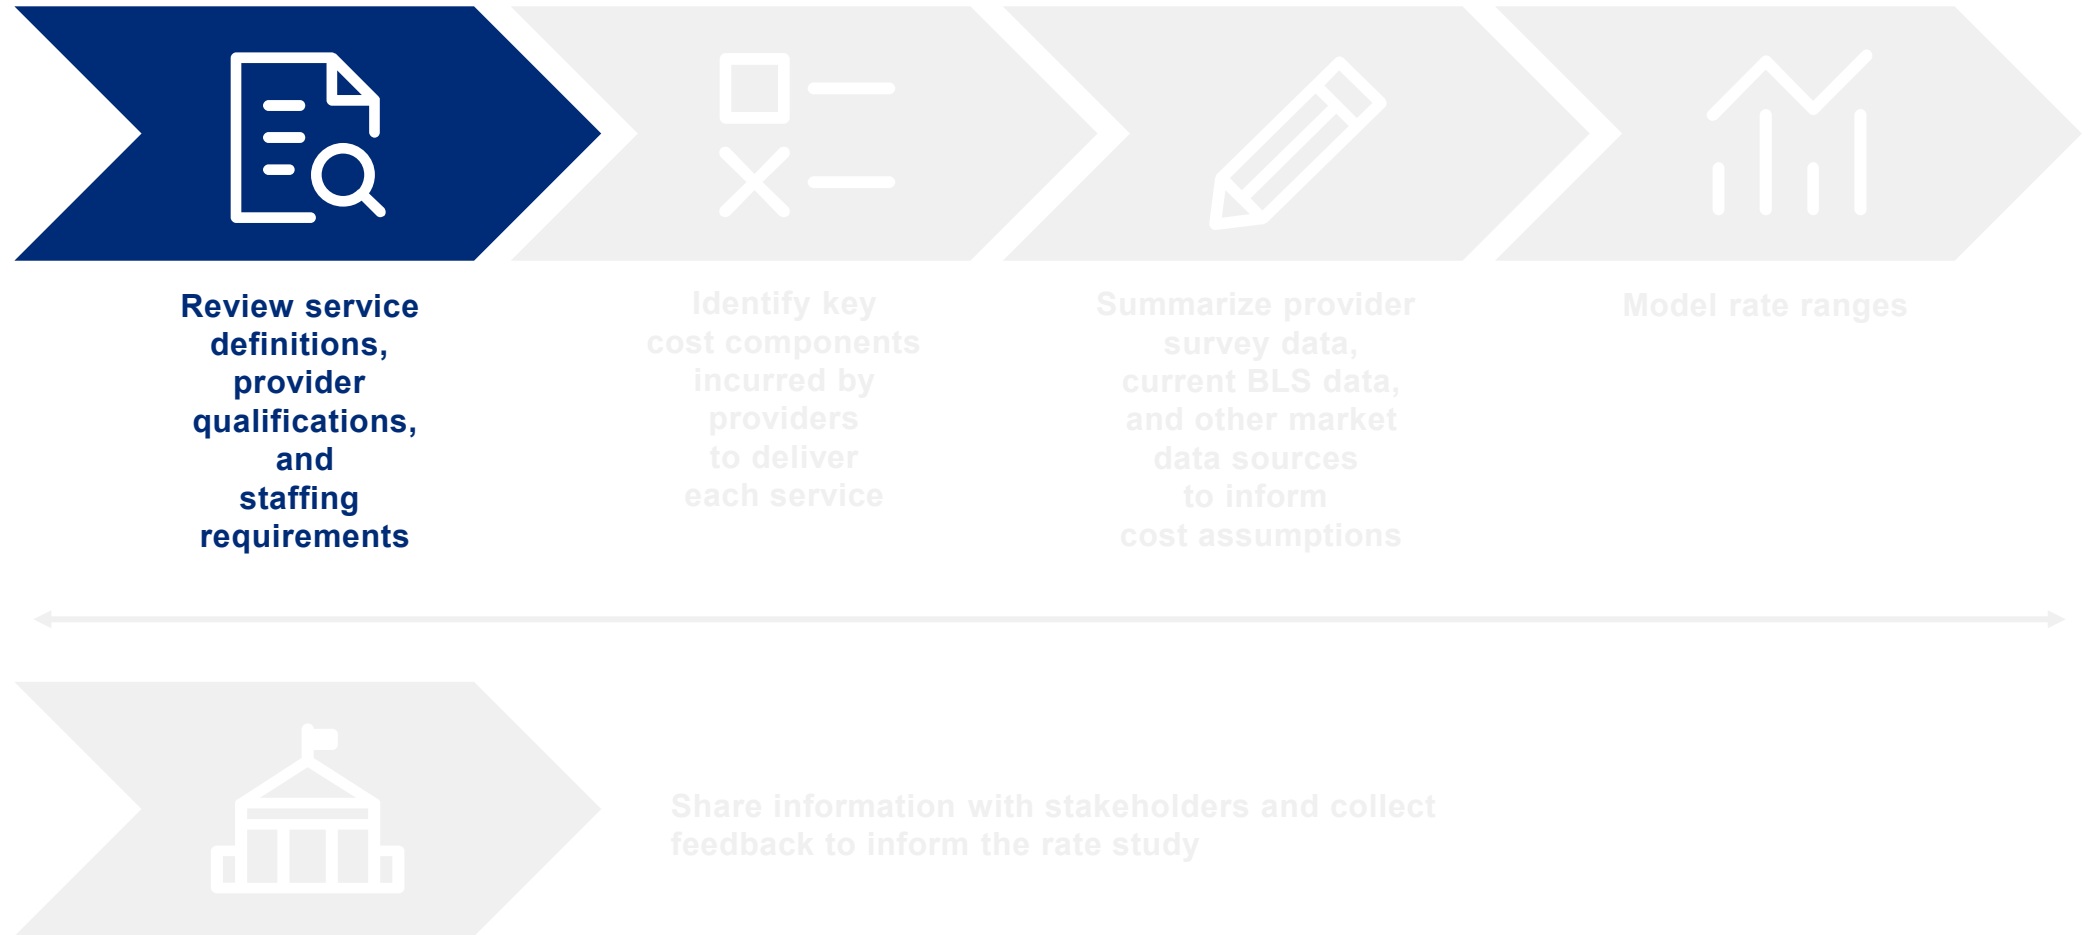 Review service
definitions,
provider
qualifications,
and
staffing
requirements
Identify key
cost components
incurred by
providers
to deliver
each service
Summarize provider
survey data,
current BLS data,
and other market
data sources
to inform
cost assumptions
Model rate ranges
Share information with stakeholders and collect
feedback to inform the rate study